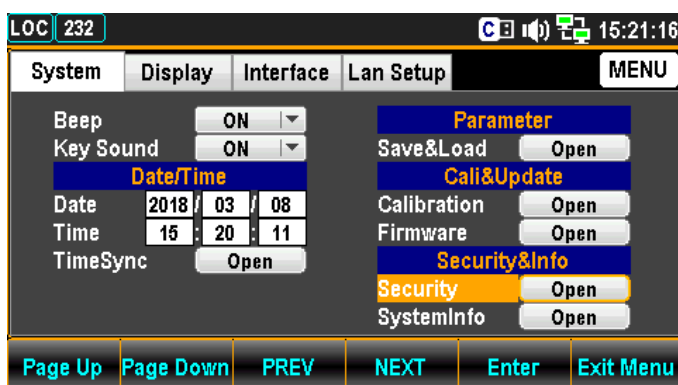 LOC 232 C 15:21:16
System Display Interface Lan Setup MENU
Beep ON
Key Sound ON
Date/Time
Date 2018 / 03 / 08
Time 15 : 20 : 11
TimeSync Open
Parameter
Save&Load Open
Cali&Update
Calibration Open
Firmware Open
Security&Info
Security Open
SystemInfo Open
Page Up Page Down PREV NEXT Enter Exit Menu